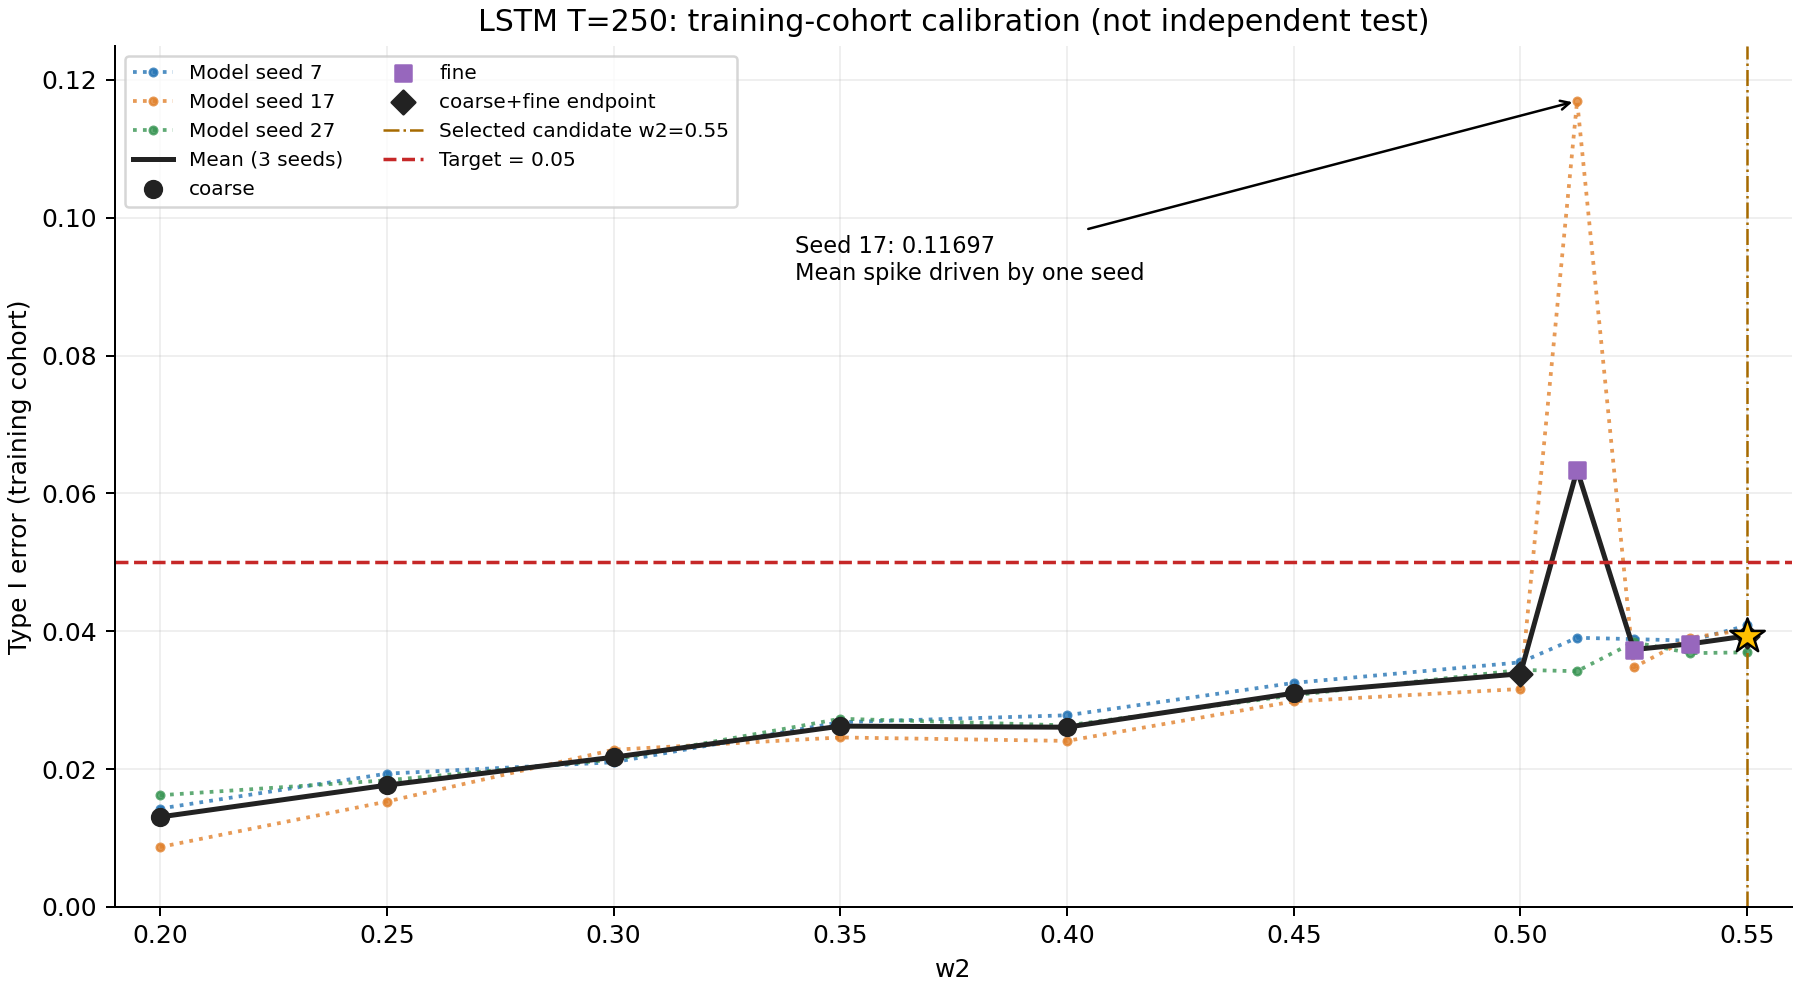 LSTM T=250: training-cohort calibration (not independent test)
Model seed 7
Model seed 17
Model seed 27
Mean (3 seeds)
coarse
fine
coarse+fine endpoint
Selected candidate w2=0.55
Target = 0.05
Seed 17: 0.11697
Mean spike driven by one seed
Type I error (training cohort)
0.12
0.10
0.08
0.06
0.04
0.02
0.00
0.20 0.25 0.30 0.35 0.40 0.45 0.50 0.55
w2